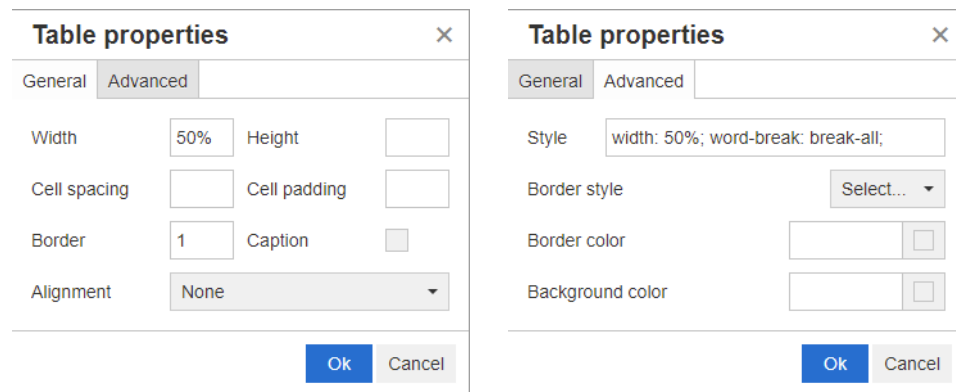 Table properties ×
General Advanced
Width 50% Height
Cell spacing Cell padding
Border 1 Caption
Alignment None
Ok Cancel
Table properties ×
General Advanced
Style width: 50%; word-break: break-all;
Border style Select...
Border color
Background color
Ok Cancel